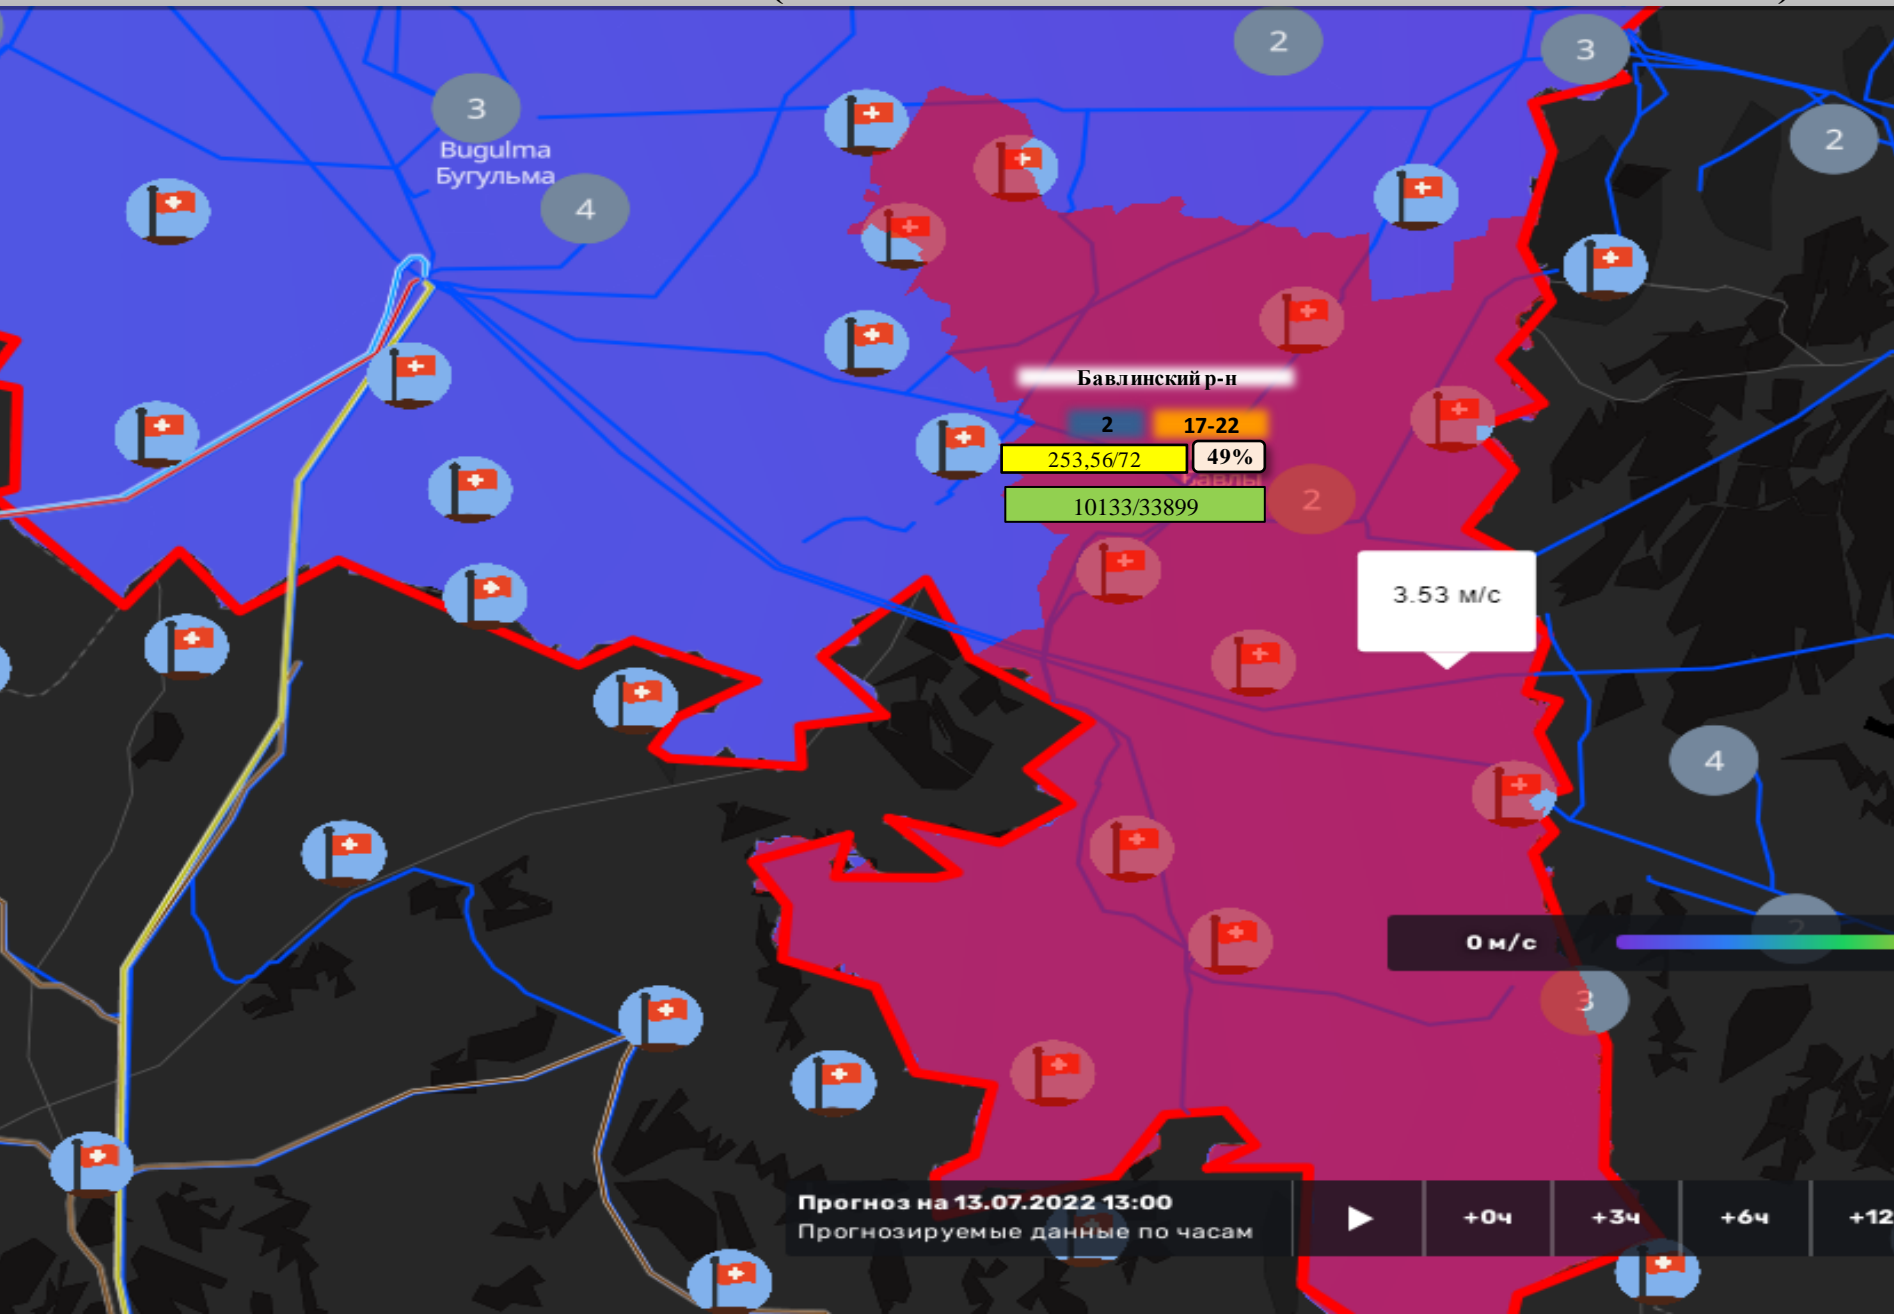 2
3
3
2
Bugulma
Бугульма
4
Бавлинский р-н
2
17-22
253,56/72
49%
Бавлы
2
10133/33899
3.53 м/с
4
2
0 м/с
3
Прогноз на 13.07.2022 13:00
Прогнозируемые данные по часам
+0ч
+3ч
+6ч
+12